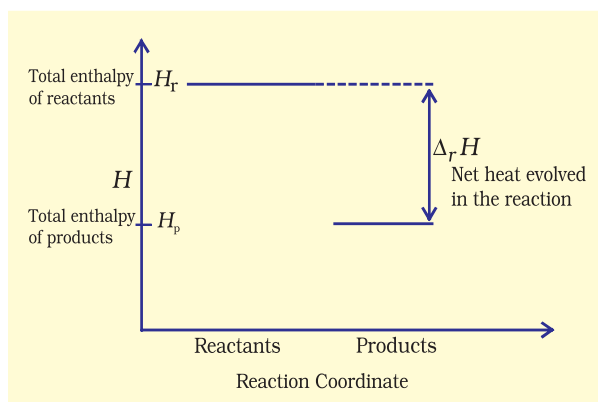 Total enthalpy
of reactants
Hr
ΔrH
Net heat evolved
in the reaction
H
Total enthalpy
of products
Hp
Reactants
Products
Reaction Coordinate